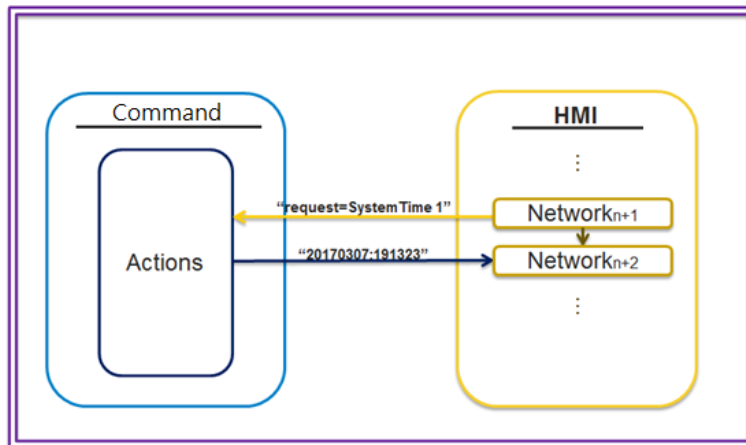 Command
HMI
⋮
“request=SystemTime 1”
Networkn+1
Actions
“20170307:191323”
Networkn+2
⋮